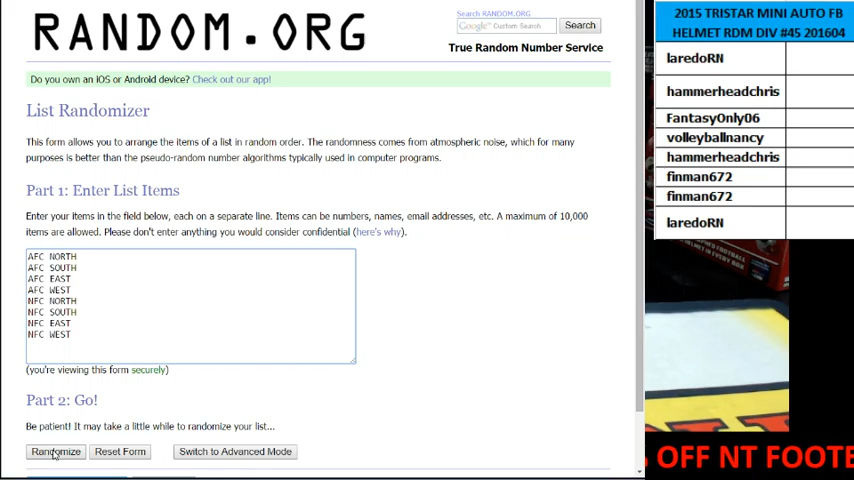 RANDOM.ORG
Search RANDOM.ORG
Google™ Custom Search
Search
True Random Number Service
Do you own an iOS or Android device? Check out our app!
List Randomizer
This form allows you to arrange the items of a list in random order. The randomness comes from atmospheric noise, which for many
purposes is better than the pseudo-random number algorithms typically used in computer programs.
Part 1: Enter List Items
Enter your items in the field below, each on a separate line. Items can be numbers, names, email addresses, etc. A maximum of 10,000
items are allowed. Please don't enter anything you would consider confidential (here's why).
AFC NORTH
AFC SOUTH
AFC EAST
AFC WEST
NFC NORTH
NFC SOUTH
NFC EAST
NFC WEST
(you're viewing this form securely)
Part 2: Go!
Be patient! It may take a little while to randomize your list...
Randomize
Reset Form
Switch to Advanced Mode
2015 TRISTAR MINI AUTO FB
HELMET RDM DIV #45 201604
laredoRN
hammerheadchris
FantasyOnly06
volleyballnancy
hammerheadchris
finman672
finman672
laredoRN
IN EVERY BOX
OFF NT FOOTE